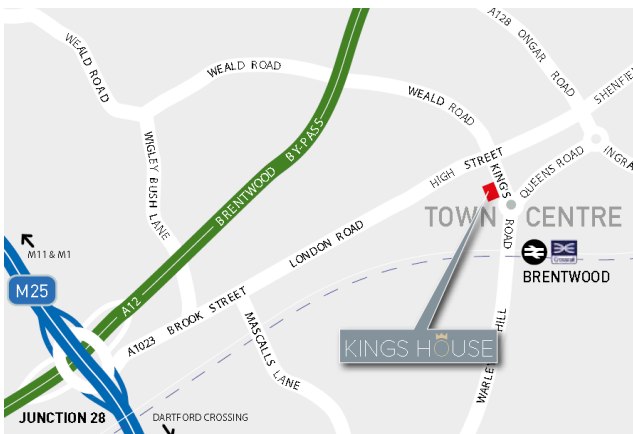 A128 ONGAR ROAD
WEALD ROAD
WEALD ROAD
WEALD ROAD
SHENFIE
INGRA
WIGLEY BUSH LANE
BRENTWOOD BY-PASS
HIGH STREET
KING'S ROAD
QUEENS ROAD
TOWN CENTRE
M11 & M1
LONDON ROAD
BRENTWOOD
Crossrail
M25
A12
A1023 BROOK STREET
MASCALLS LANE
WARLEY HILL
KINGS HOUSE
JUNCTION 28
DARTFORD CROSSING